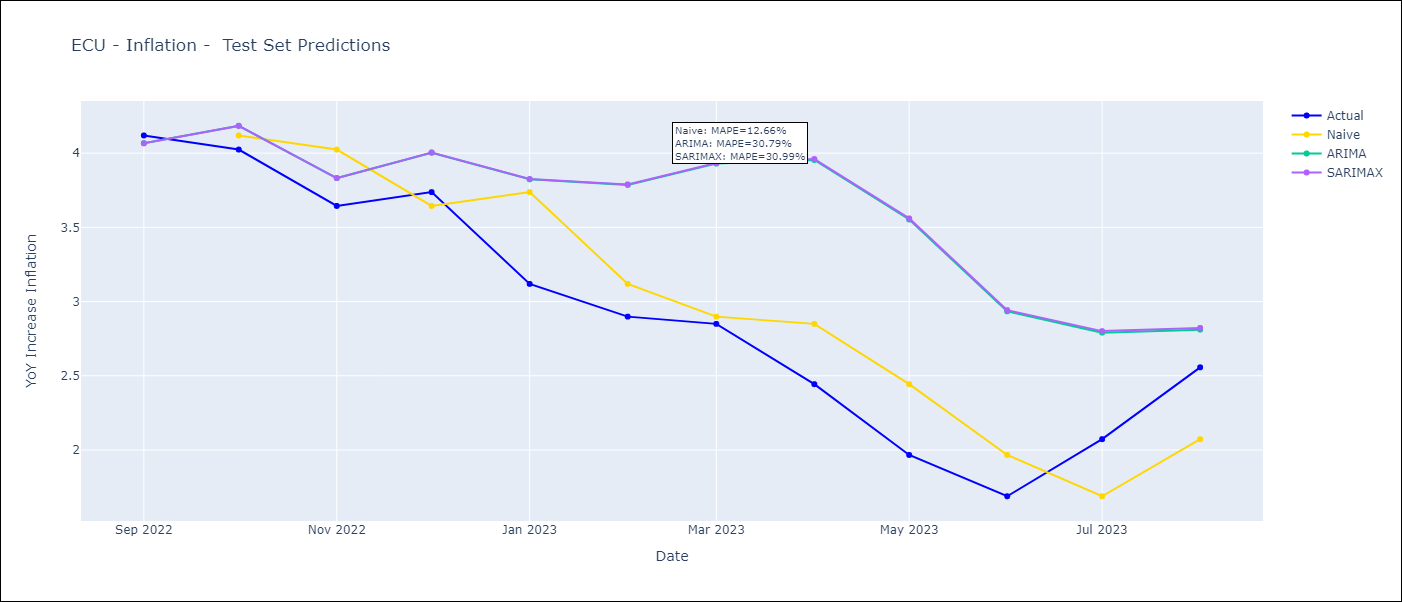 ECU - Inflation -  Test Set Predictions
Naive: MAPE=12.66%
ARIMA: MAPE=30.79%
SARIMAX: MAPE=30.99%
Actual
Naive
ARIMA
SARIMAX
YoY Increase Inflation
4
3.5
3
2.5
2
Sep 2022
Nov 2022
Jan 2023
Mar 2023
May 2023
Jul 2023
Date